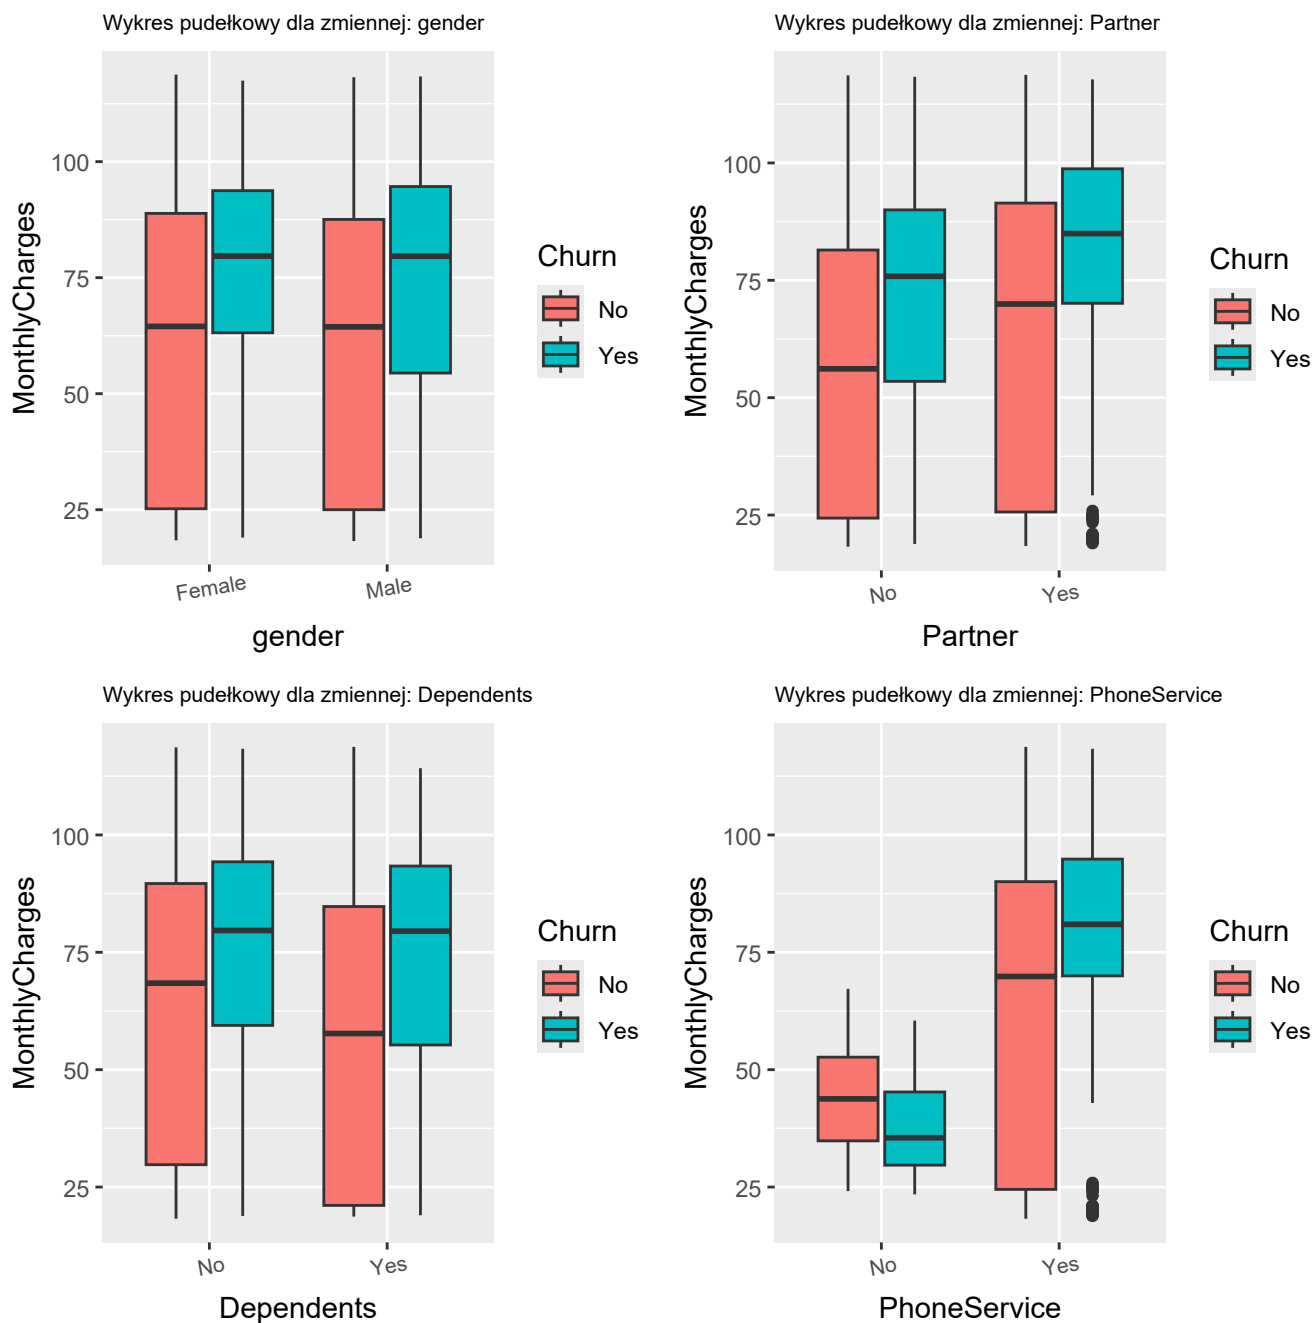 Wykres pudełkowy dla zmiennej: gender
MonthlyCharges
100
75
50
25
Female
Male
gender
Churn
No
Yes
Wykres pudełkowy dla zmiennej: Partner
MonthlyCharges
100
75
50
25
No
Yes
Partner
Churn
No
Yes
Wykres pudełkowy dla zmiennej: Dependents
MonthlyCharges
100
75
50
25
No
Yes
Dependents
Churn
No
Yes
Wykres pudełkowy dla zmiennej: PhoneService
MonthlyCharges
100
75
50
25
No
Yes
PhoneService
Churn
No
Yes